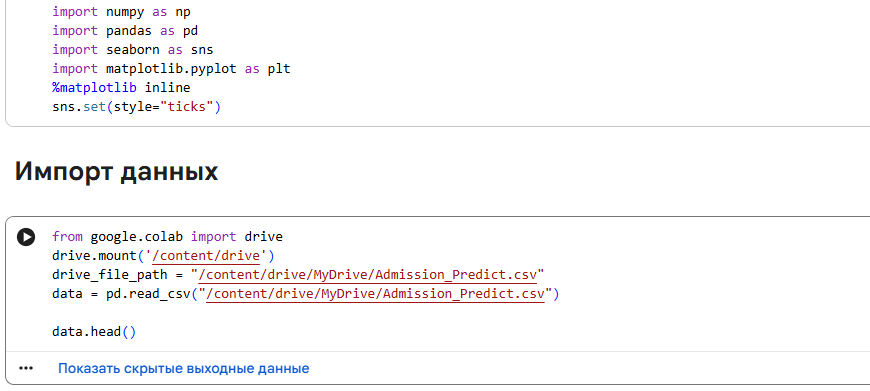 import numpy as np
import pandas as pd
import seaborn as sns
import matplotlib.pyplot as plt
%matplotlib inline
sns.set(style="ticks")
Импорт данных
from google.colab import drive
drive.mount('/content/drive')
drive_file_path = "/content/drive/MyDrive/Admission_Predict.csv"
data = pd.read_csv("/content/drive/MyDrive/Admission_Predict.csv")
data.head()
Показать скрытые выходные данные